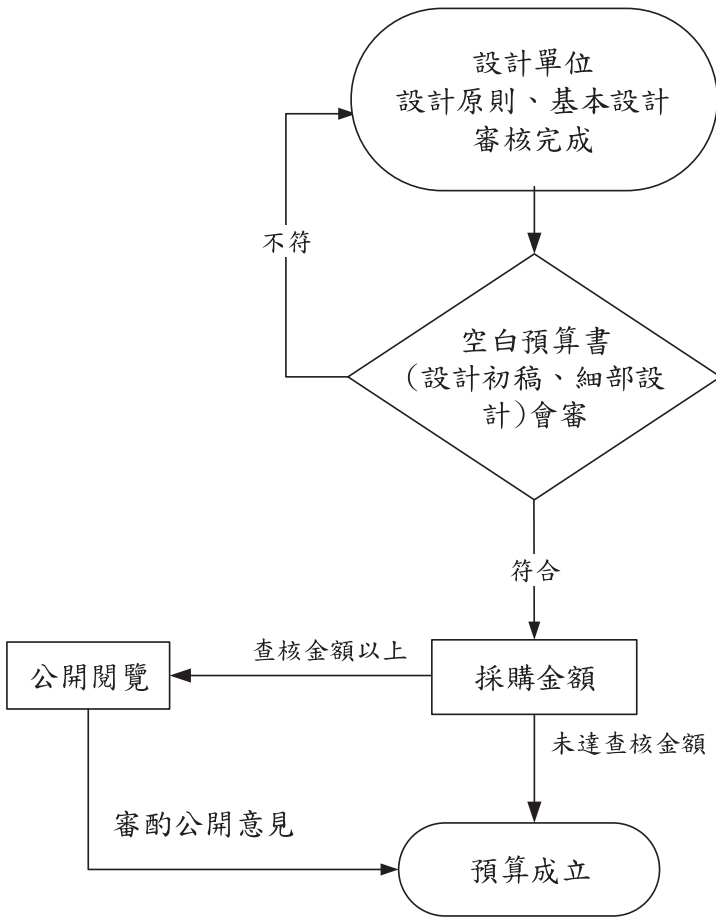 設計單位
設計原則、基本設計
審核完成
不符
空白預算書
(設計初稿、細部設
計)會審
符合
查核金額以上
公開閱覽
採購金額
未達查核金額
審酌公開意見
預算成立